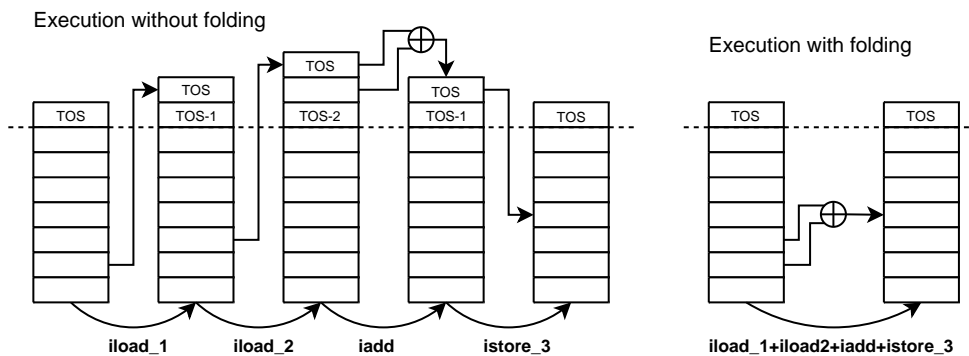 Execution without folding
Execution with folding
TOS
TOS TOS
TOS TOS-1 TOS-2 TOS-1 TOS TOS TOS
iload_1 iload_2 iadd istore_3 iload_1+iload2+iadd+istore_3